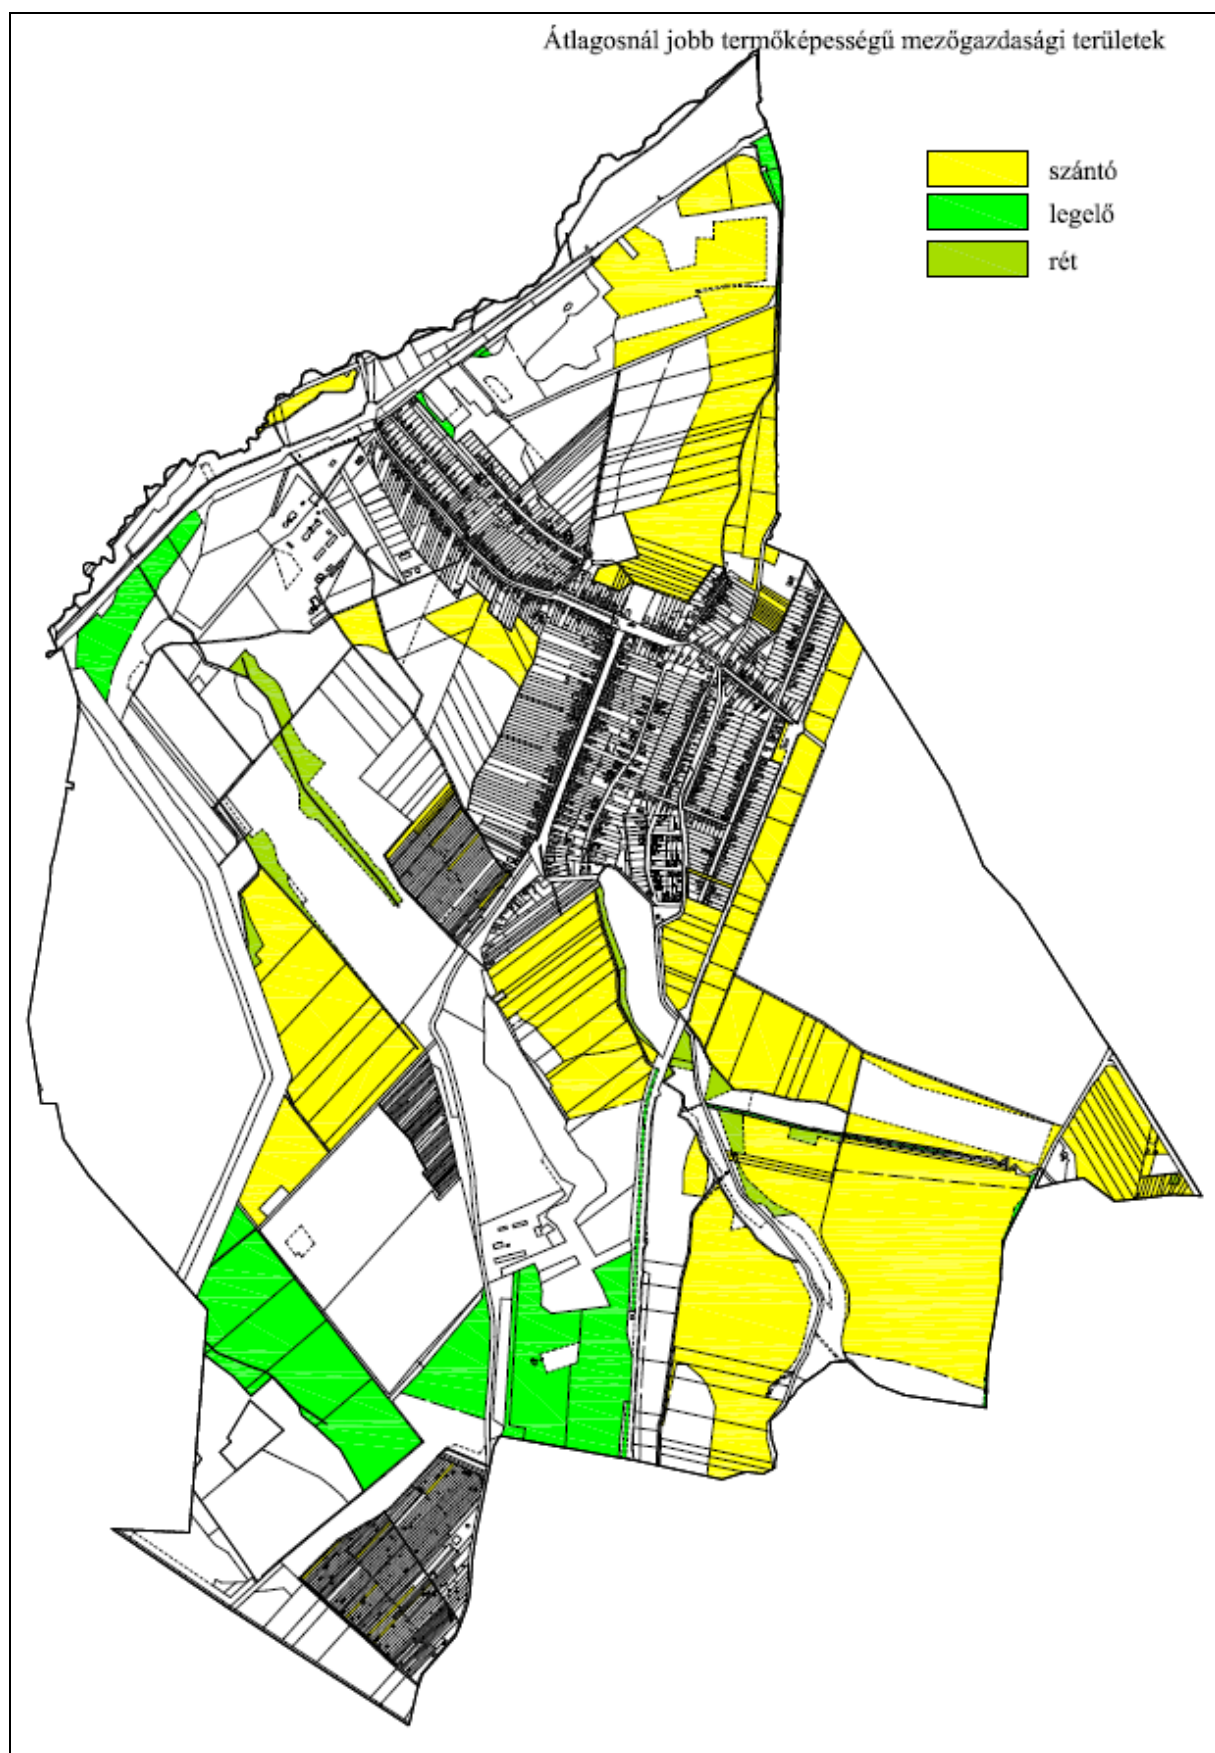 Átlagosnál jobb termőképességű mezőgazdasági területek
szántó
legelő
rét